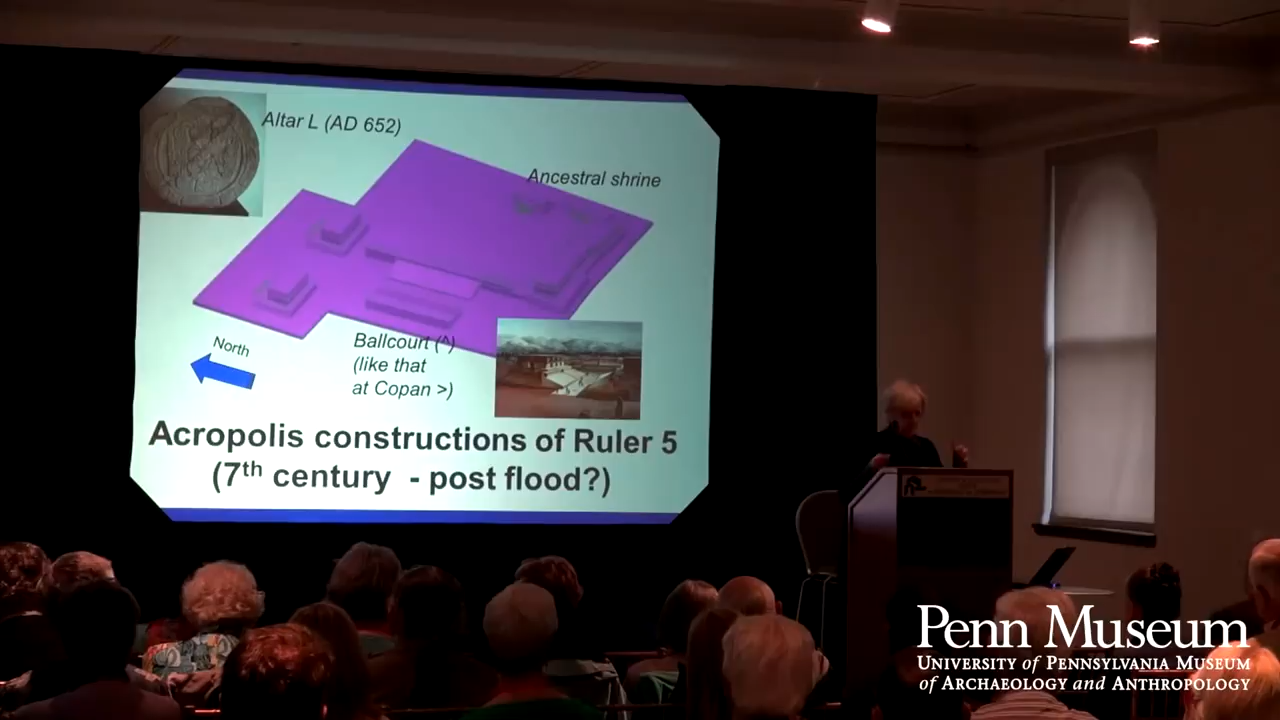 Altar L (AD 652)
Ancestral shrine
North
Ballcourt (^)
(like that
at Copan >)
Acropolis constructions of Ruler 5
(7th century - post flood?)
Penn Museum
University of Pennsylvania Museum
of Archaeology and Anthropology